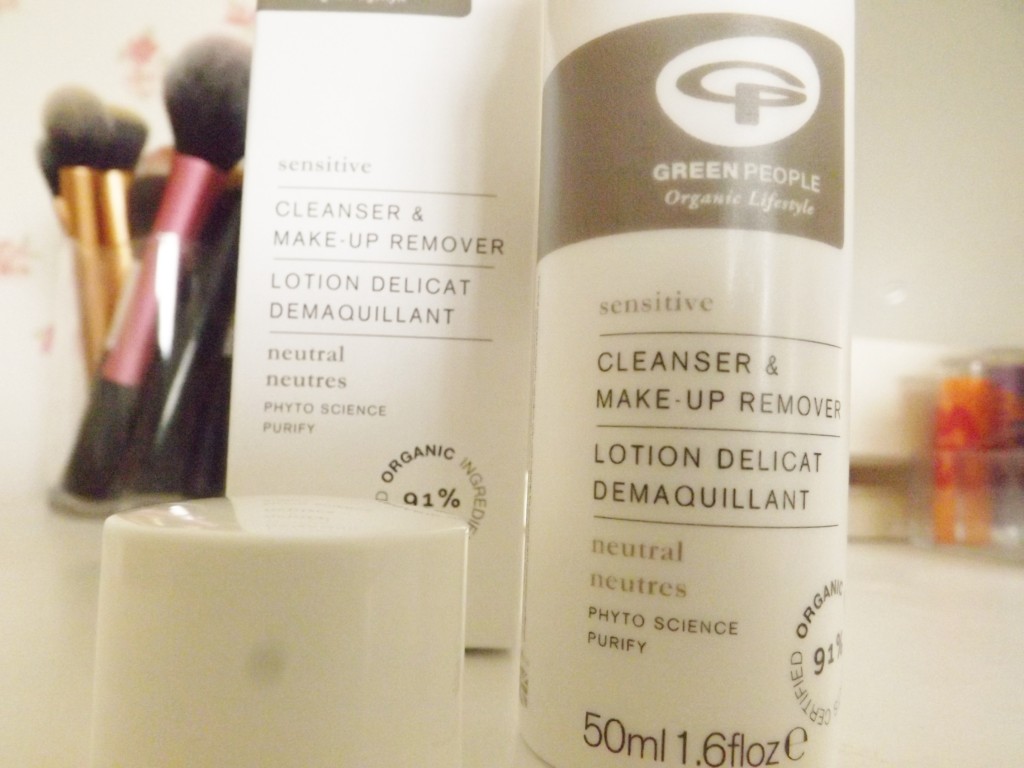 sensitive
CLEANSER &
MAKE-UP REMOVER
LOTION DELICAT
DEMAQUILLANT
neutral
neutres
PHYTO SCIENCE
PURIFY
ORGANIC
91%
GREEN PEOPLE
Organic Lifestyle
sensitive
CLEANSER &
MAKE-UP REMOVER
LOTION DELICAT
DEMAQUILLANT
neutral
neutres
PHYTO SCIENCE
PURIFY
CERTIFIED ORGANIC
91%
50ml 1.6floz e